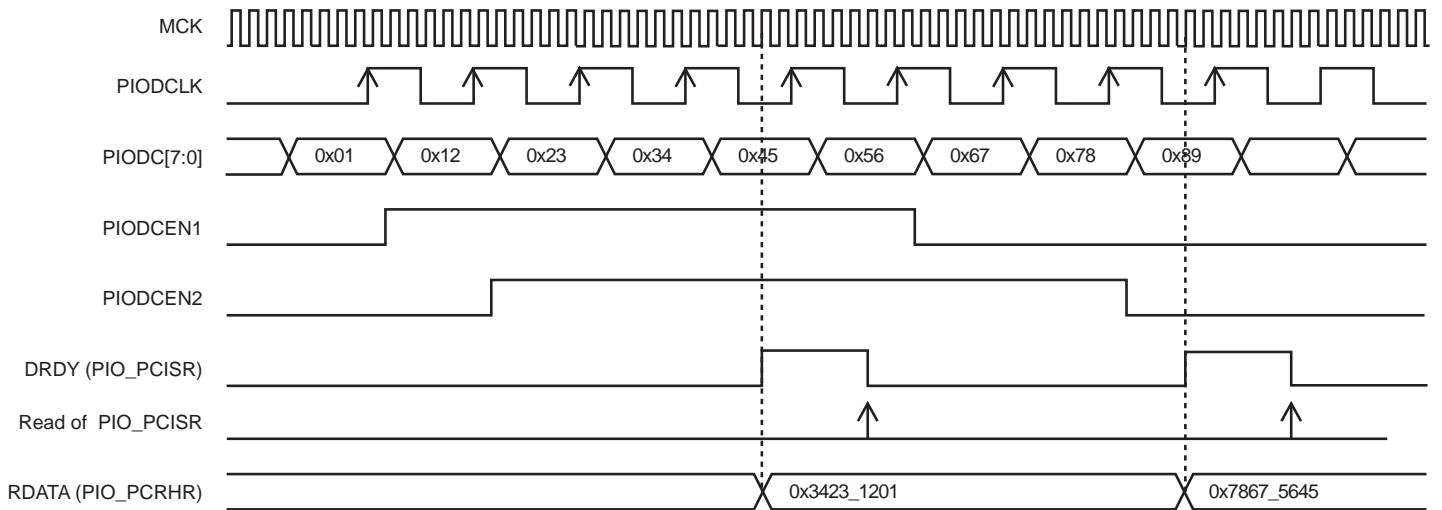 MCK
PIODCLK
PIODC[7:0] 0x01 0x12 0x23 0x34 0x45 0x56 0x67 0x78 0x89
PIODCEN1
PIODCEN2
DRDY (PIO_PCISR)
Read of PIO_PCISR
RDATA (PIO_PCRHR) 0x3423_1201 0x7867_5645